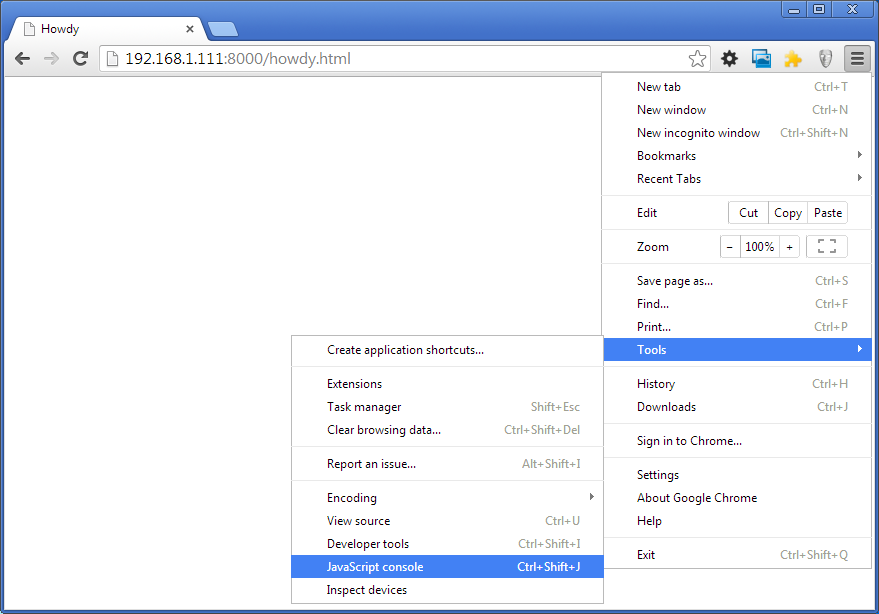 Howdy
192.168.1.111:8000/howdy.html
New tab Ctrl+T
New window Ctrl+N
New incognito window Ctrl+Shift+N
Bookmarks
Recent Tabs
Edit Cut Copy Paste
Zoom − 100% +
Save page as... Ctrl+S
Find... Ctrl+F
Print... Ctrl+P
Tools
History Ctrl+H
Downloads Ctrl+J
Sign in to Chrome...
Settings
About Google Chrome
Help
Exit Ctrl+Shift+Q
Create application shortcuts...
Extensions
Task manager Shift+Esc
Clear browsing data... Ctrl+Shift+Del
Report an issue... Alt+Shift+I
Encoding
View source Ctrl+U
Developer tools Ctrl+Shift+I
JavaScript console Ctrl+Shift+J
Inspect devices